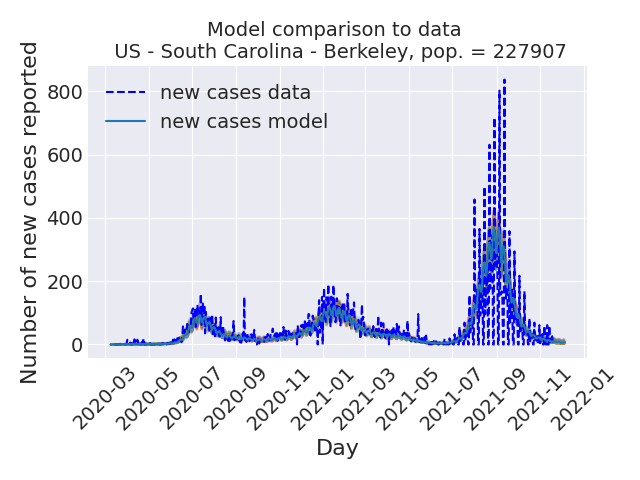 Model comparison to data
US - South Carolina - Berkeley, pop. = 227907
Number of new cases reported
800
600
400
200
0
new cases data
new cases model
2020-03
2020-05
2020-07
2020-09
2020-11
2021-01
2021-03
2021-05
2021-07
2021-09
2021-11
2022-01
Day